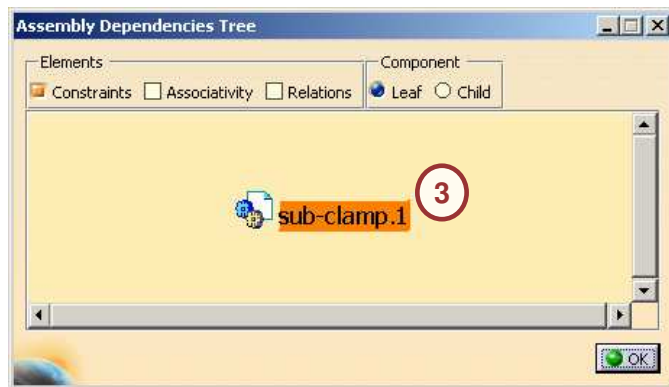 Assembly Dependencies Tree
Elements
Component
Constraints Associativity Relations Leaf Child
3
sub-clamp.1
OK